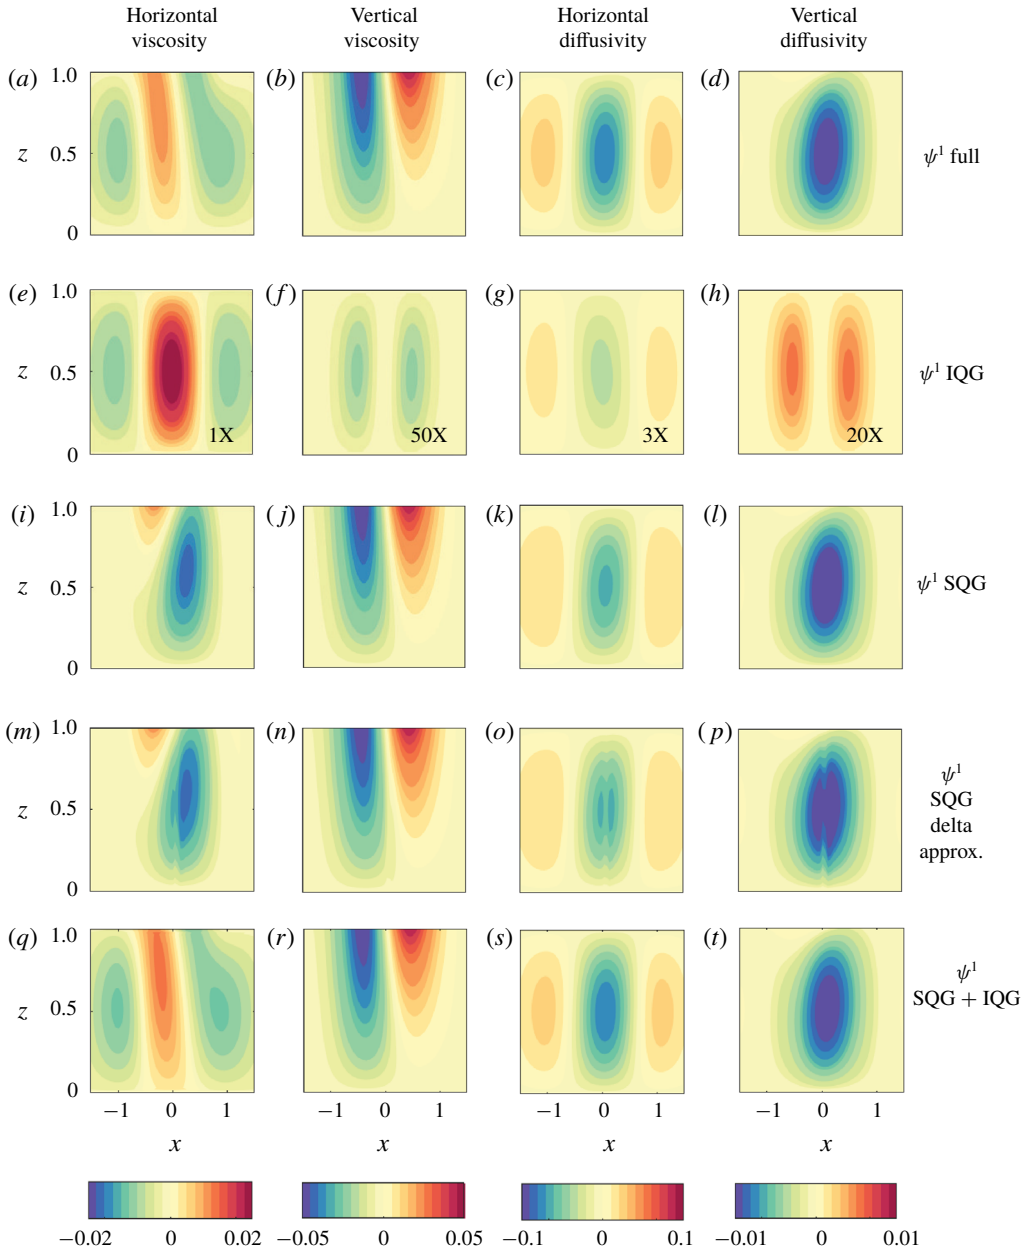 Horizontal viscosity Vertical viscosity Horizontal diffusivity Vertical diffusivity
(a) 1.0 (b) (c) (d)
z 0.5 ψ¹ full
0
(e) 1.0 (f) (g) (h)
z 0.5 ψ¹ IQG
1X 50X 3X 20X
0
(i) 1.0 (j) (k) (l)
z 0.5 ψ¹ SQG
0
(m) 1.0 (n) (o) (p)
z 0.5
ψ¹
SQG
delta
approx.
0
(q) 1.0 (r) (s) (t)
z 0.5
ψ¹
SQG + IQG
0
−1 0 1 −1 0 1 −1 0 1 −1 0 1
x x x x
−0.02 0.02 −0.05 0.05 −0.1 0.1 −0.01 0.01